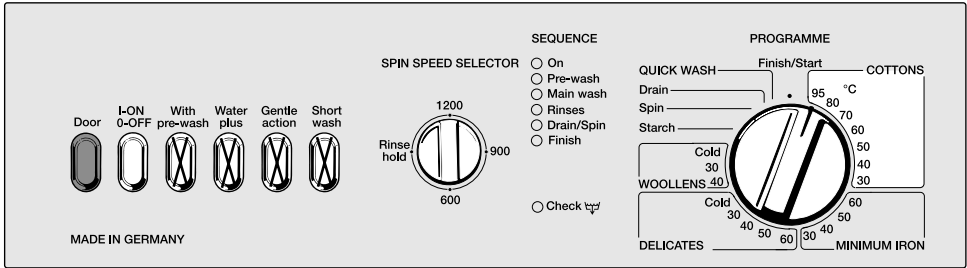 Door
I-ON
0-OFF
With
pre-wash
Water
plus
Gentle
action
Short
wash
MADE IN GERMANY
SPIN SPEED SELECTOR
1200
900
600
Rinse
hold
SEQUENCE
On
Pre-wash
Main wash
Rinses
Drain/Spin
Finish
Check
PROGRAMME
Finish/Start
QUICK WASH
Drain
Spin
Starch
COTTONS
°C
95
80
70
60
60
50
40
30
MINIMUM IRON
60
50
40
30
DELICATES
60
50
40
30
Cold
WOOLLENS
40
30
Cold